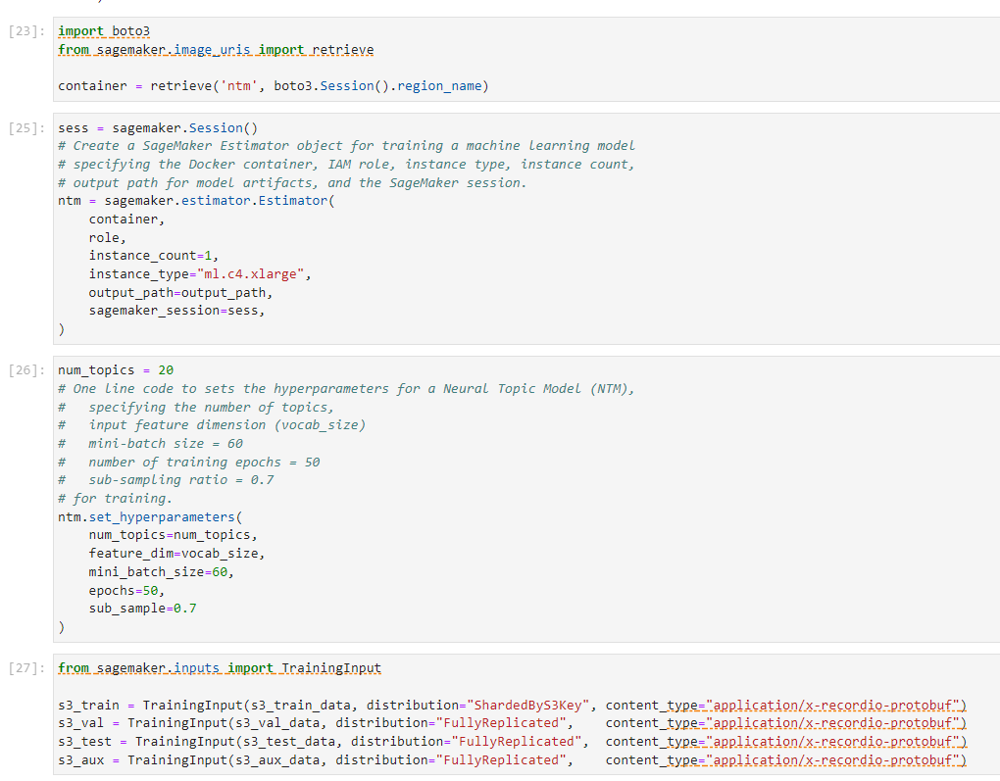 [23]: import boto3
from sagemaker.image_uris import retrieve
container = retrieve('ntm', boto3.Session().region_name)
[25]: sess = sagemaker.Session()
# Create a SageMaker Estimator object for training a machine learning model
# specifying the Docker container, IAM role, instance type, instance count,
# output path for model artifacts, and the SageMaker session.
ntm = sagemaker.estimator.Estimator(
    container,
    role,
    instance_count=1,
    instance_type="ml.c4.xlarge",
    output_path=output_path,
    sagemaker_session=sess,
)
[26]: num_topics = 20
# One line code to sets the hyperparameters for a Neural Topic Model (NTM),
#   specifying the number of topics,
#   input feature dimension (vocab_size)
#   mini-batch size = 60
#   number of training epochs = 50
#   sub-sampling ratio = 0.7
# for training.
ntm.set_hyperparameters(
    num_topics=num_topics,
    feature_dim=vocab_size,
    mini_batch_size=60,
    epochs=50,
    sub_sample=0.7
)
[27]: from sagemaker.inputs import TrainingInput
s3_train = TrainingInput(s3_train_data, distribution="ShardedByS3Key",  content_type="application/x-recordio-protobuf")
s3_val = TrainingInput(s3_val_data, distribution="FullyReplicated",    content_type="application/x-recordio-protobuf")
s3_test = TrainingInput(s3_test_data, distribution="FullyReplicated",  content_type="application/x-recordio-protobuf")
s3_aux = TrainingInput(s3_aux_data, distribution="FullyReplicated",    content_type="application/x-recordio-protobuf")